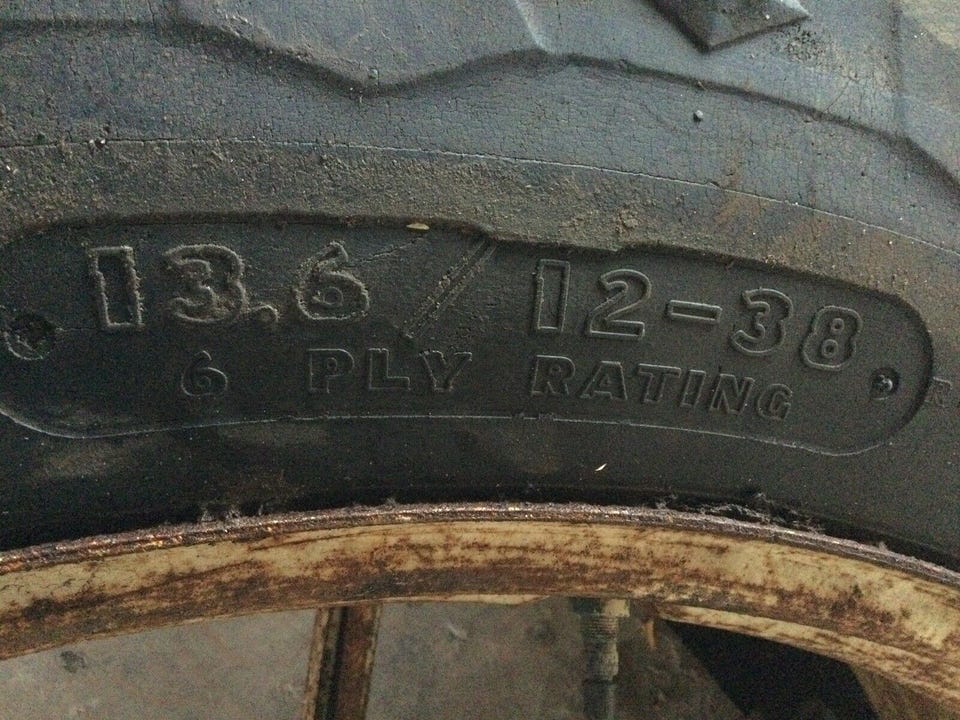 13.6/12-38
6 PLY RATING
R